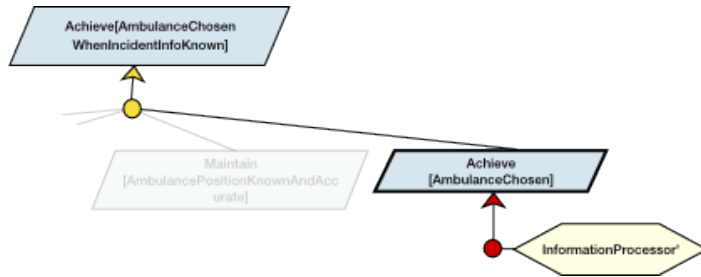 Achieve[AmbulanceChosen
WhenIncidentInfoKnown]
Maintain
[AmbulancePositionKnownAndAcc
urate]
Achieve
[AmbulanceChosen]
InformationProcessor'